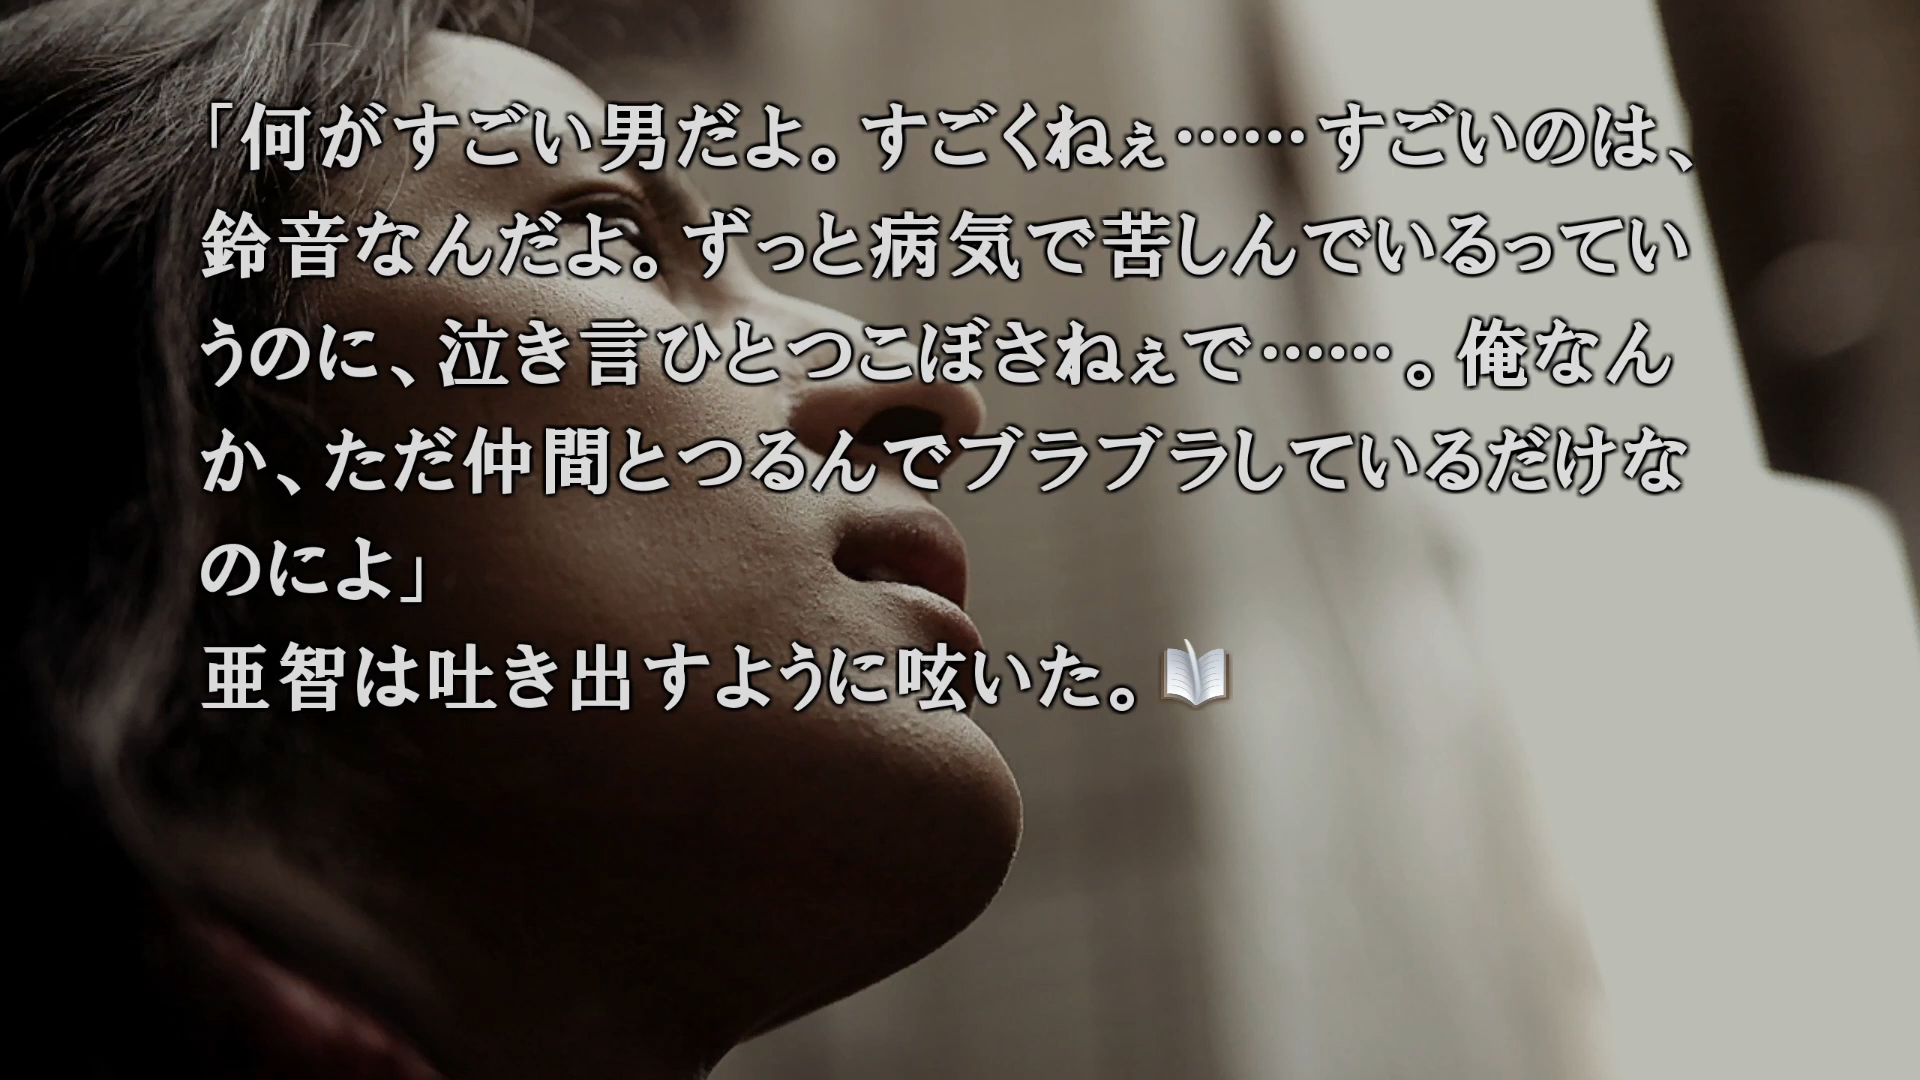 「何がすごい男だよ。すごくねぇ……すごいのは、
鈴音なんだよ。ずっと病気で苦しんでいるってい
うのに、泣き言ひとつこぼさねぇで……。俺なん
か、ただ仲間とつるんでブラブラしているだけな
のによ」
亜智は吐き出すように呟いた。